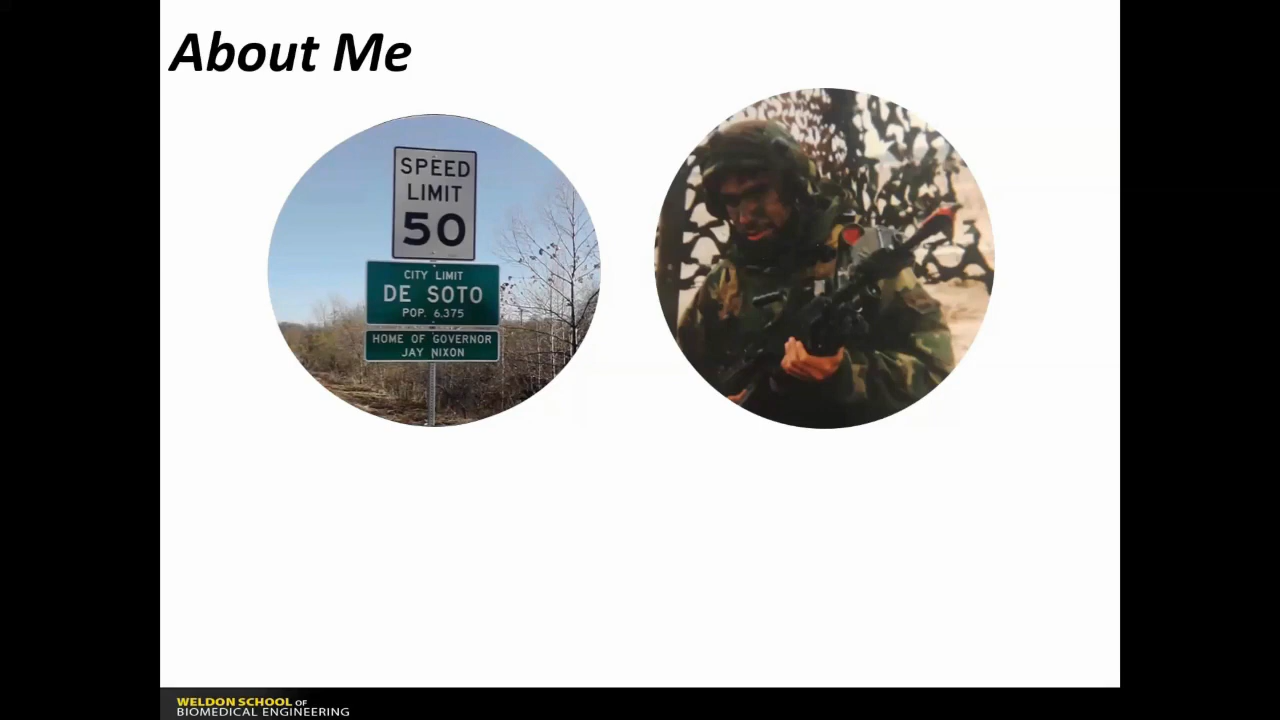 About Me
SPEED
LIMIT
50
CITY LIMIT
DE SOTO
POP. 6,375
HOME OF GOVERNOR
JAY NIXON
WELDON SCHOOL OF
BIOMEDICAL ENGINEERING